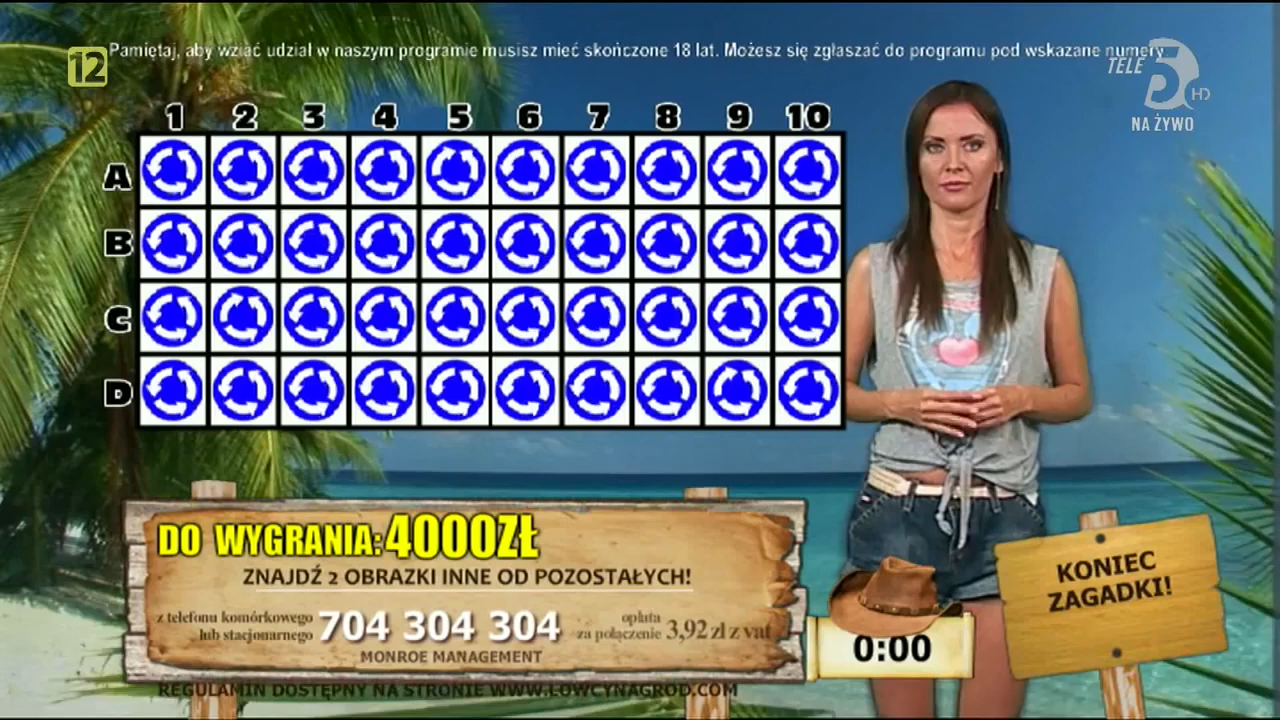 Pamiętaj, aby wziąć udział w naszym programie musisz mieć skończone 18 lat. Możesz się zgłaszać do programu pod wskazane numery
12
TELE 5 HD
NA ŻYWO
1 2 3 4 5 6 7 8 9 10
A
B
C
D
DO WYGRANIA: 4000ZŁ
ZNAJDŹ 2 OBRAZKI INNE OD POZOSTAŁYCH!
z telefonu komórkowego
lub stacjonarnego
704 304 304
opłata
za połączenie 3,92 zł z vat
MONROE MANAGEMENT
REGULAMIN DOSTĘPNY NA STRONIE WWW.LOWCYNAGROD.COM
0:00
KONIEC
ZAGADKI!